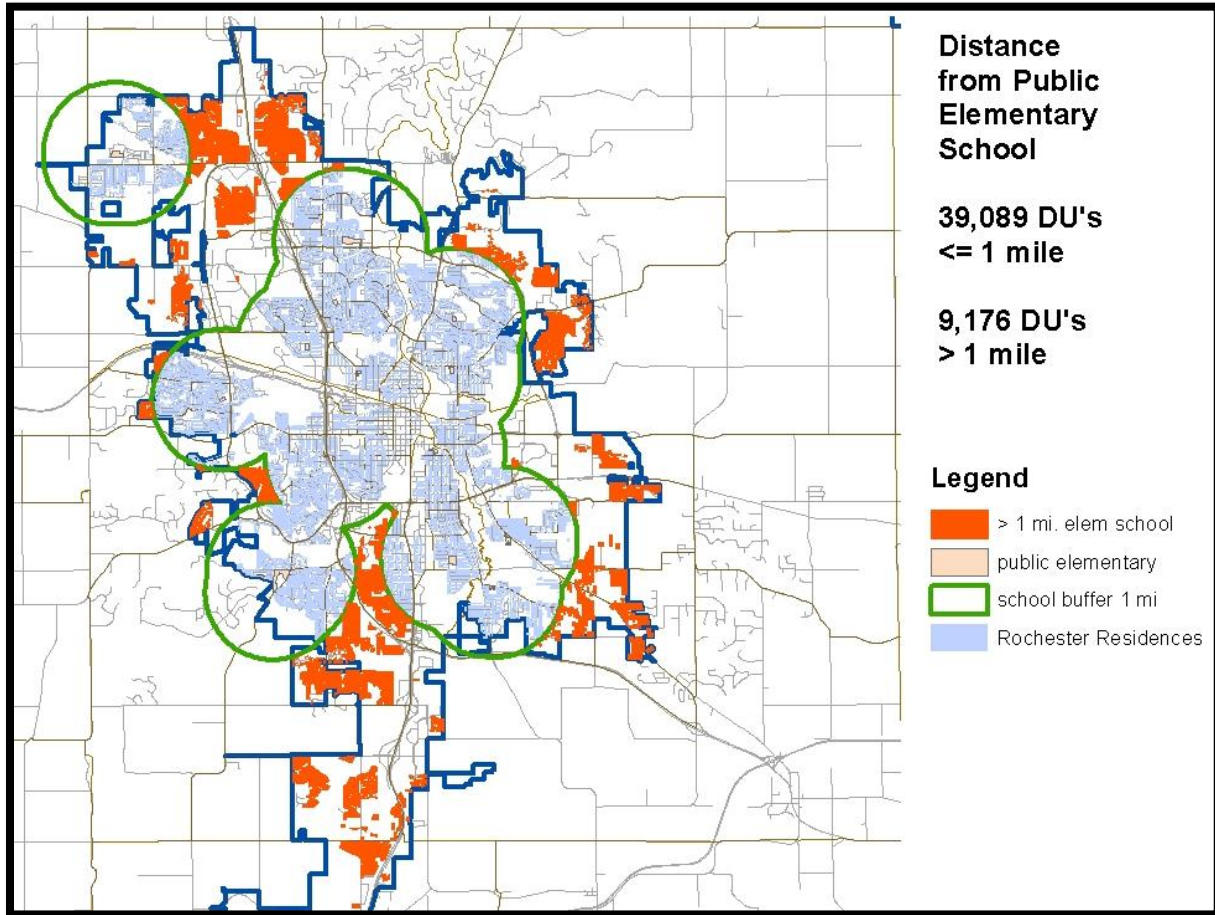 Distance
from Public
Elementary
School
39,089 DU's
<= 1 mile
9,176 DU's
> 1 mile
Legend
> 1 mi. elem school
public elementary
school buffer 1 mi
Rochester Residences